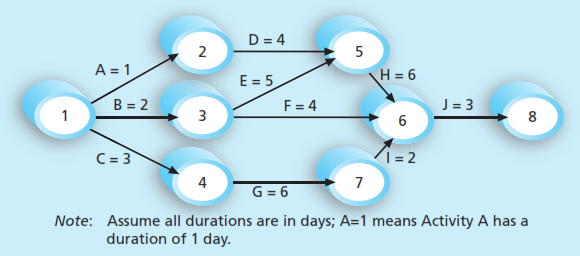 D = 4
2
5
A = 1
H = 6
E = 5
B = 2
F = 4
J = 3
1
3
6
8
C = 3
I = 2
4
7
G = 6
Note: Assume all durations are in days; A=1 means Activity A has a
duration of 1 day.